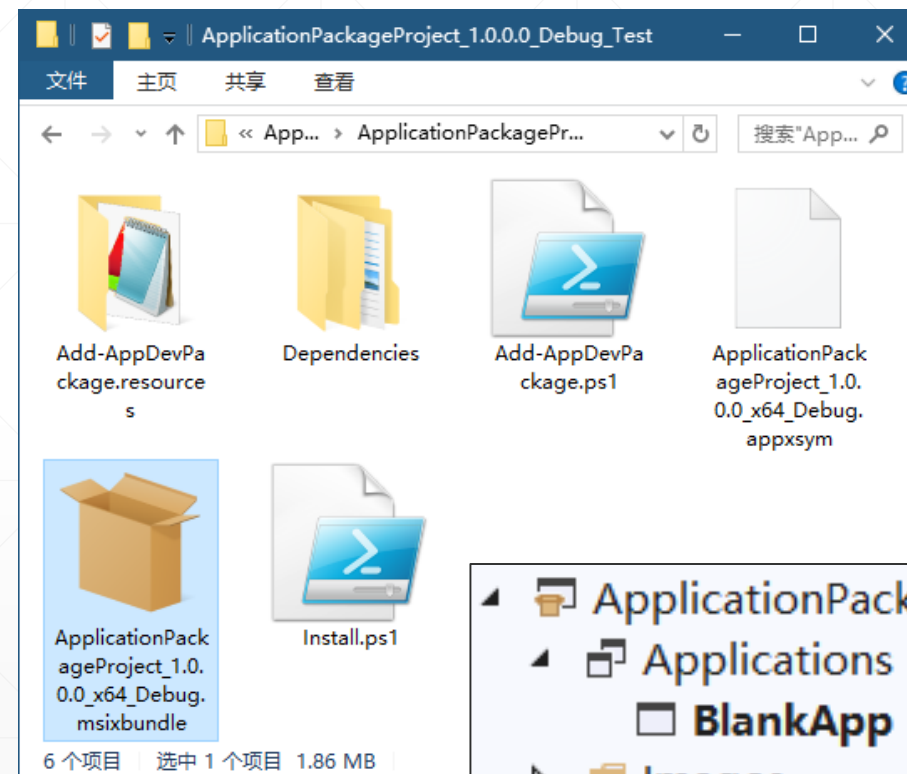 ApplicationPackageProject_1.0.0.0_Debug_Test
文件 主页 共享 查看
« App... › ApplicationPackagePr...
搜索"App...
Add-AppDevPa
ckage.resource
s
Dependencies
Add-AppDevPa
ckage.ps1
ApplicationPack
ageProject_1.0.
0.0_x64_Debug.
appxsym
ApplicationPack
ageProject_1.0.
0.0_x64_Debug.
msixbundle
Install.ps1
6 个项目 选中 1 个项目 1.86 MB
ApplicationPack
Applications
BlankApp